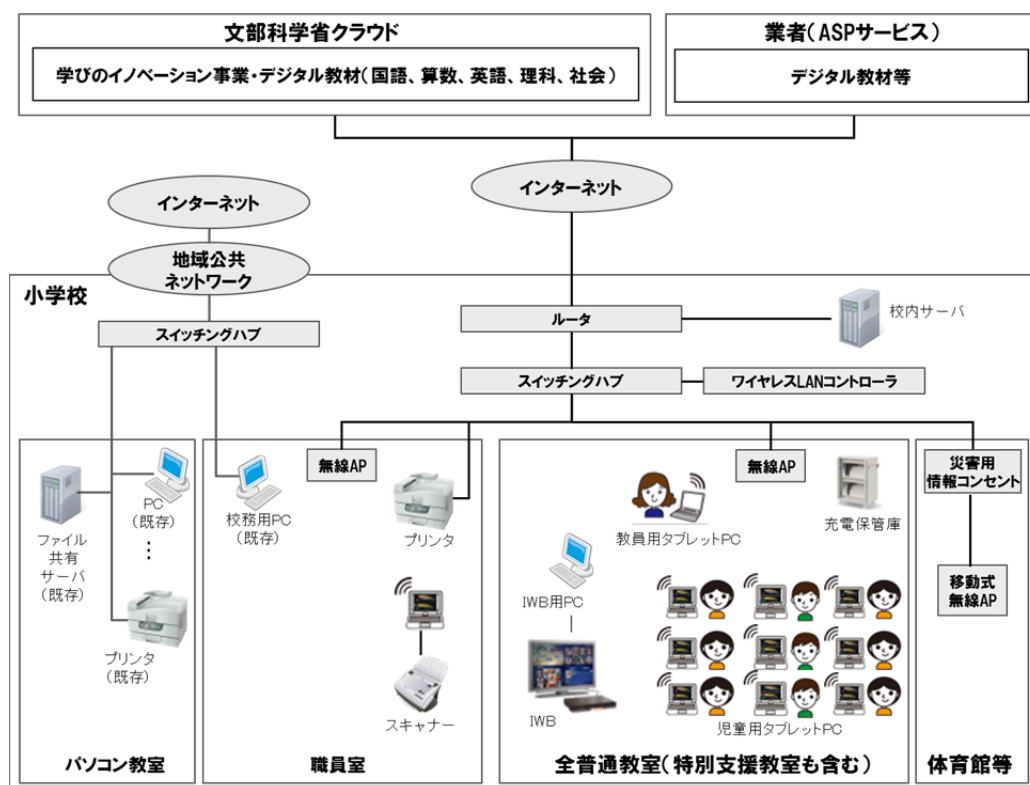 文部科学省クラウド
学びのイノベーション事業・デジタル教材(国語、算数、英語、理科、社会)
業者(ASPサービス)
デジタル教材等
インターネット
インターネット
地域公共
ネットワーク
小学校
スイッチングハブ
ルータ
校内サーバ
スイッチングハブ
ワイヤレスLANコントローラ
ファイル
共有
サーバ
(既存)
PC
(既存)
プリンタ
(既存)
パソコン教室
校務用PC
(既存)
無線AP
プリンタ
スキャナー
職員室
無線AP
教員用タブレットPC
充電保管庫
IWB用PC
IWB
児童用タブレットPC
全普通教室(特別支援教室も含む)
災害用
情報コンセント
移動式
無線AP
体育館等